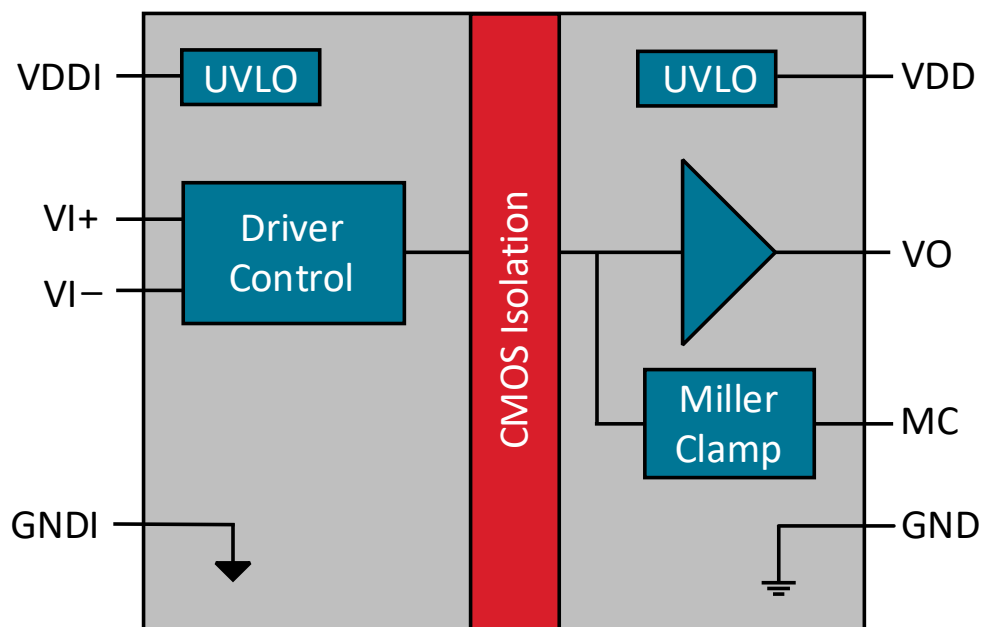 VDDI
UVLO
UVLO
VDD
VI+
VI−
Driver
Control
CMOS Isolation
VO
Miller
Clamp
MC
GNDI
GND